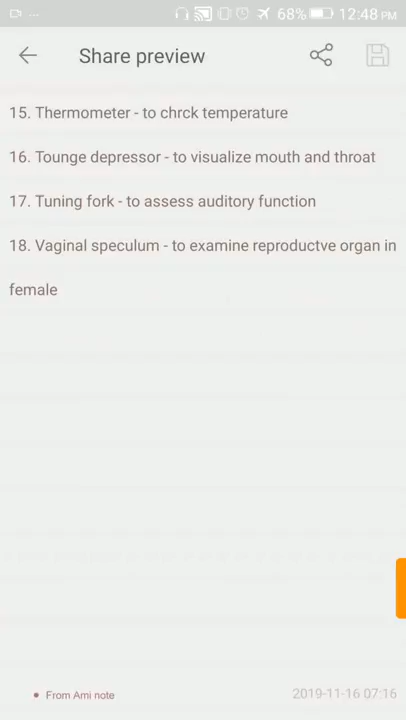 68% 12:48 PM
Share preview
15. Thermometer - to chrck temperature
16. Tounge depressor - to visualize mouth and throat
17. Tuning fork - to assess auditory function
18. Vaginal speculum - to examine reproductve organ in
female
From Ami note
2019-11-16 07:16